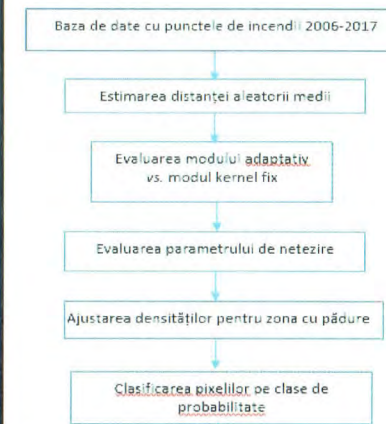 Baza de date cu punctele de incendii 2006-2017
Estimarea distanței aleatorii medii
Evaluarea modului adaptativ
vs. modul kernel fix
Evaluarea parametrului de netezire
Ajustarea densităților pentru zona cu pădure
Clasificarea pixelilor pe clase de
probabilitate